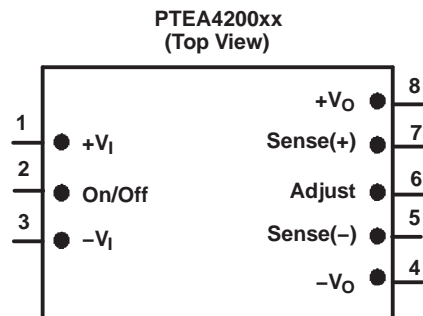 PTEA4200xx
(Top View)
1 +VI
2 On/Off
3 −VI
+VO 8
Sense(+) 7
Adjust 6
Sense(−) 5
−VO 4